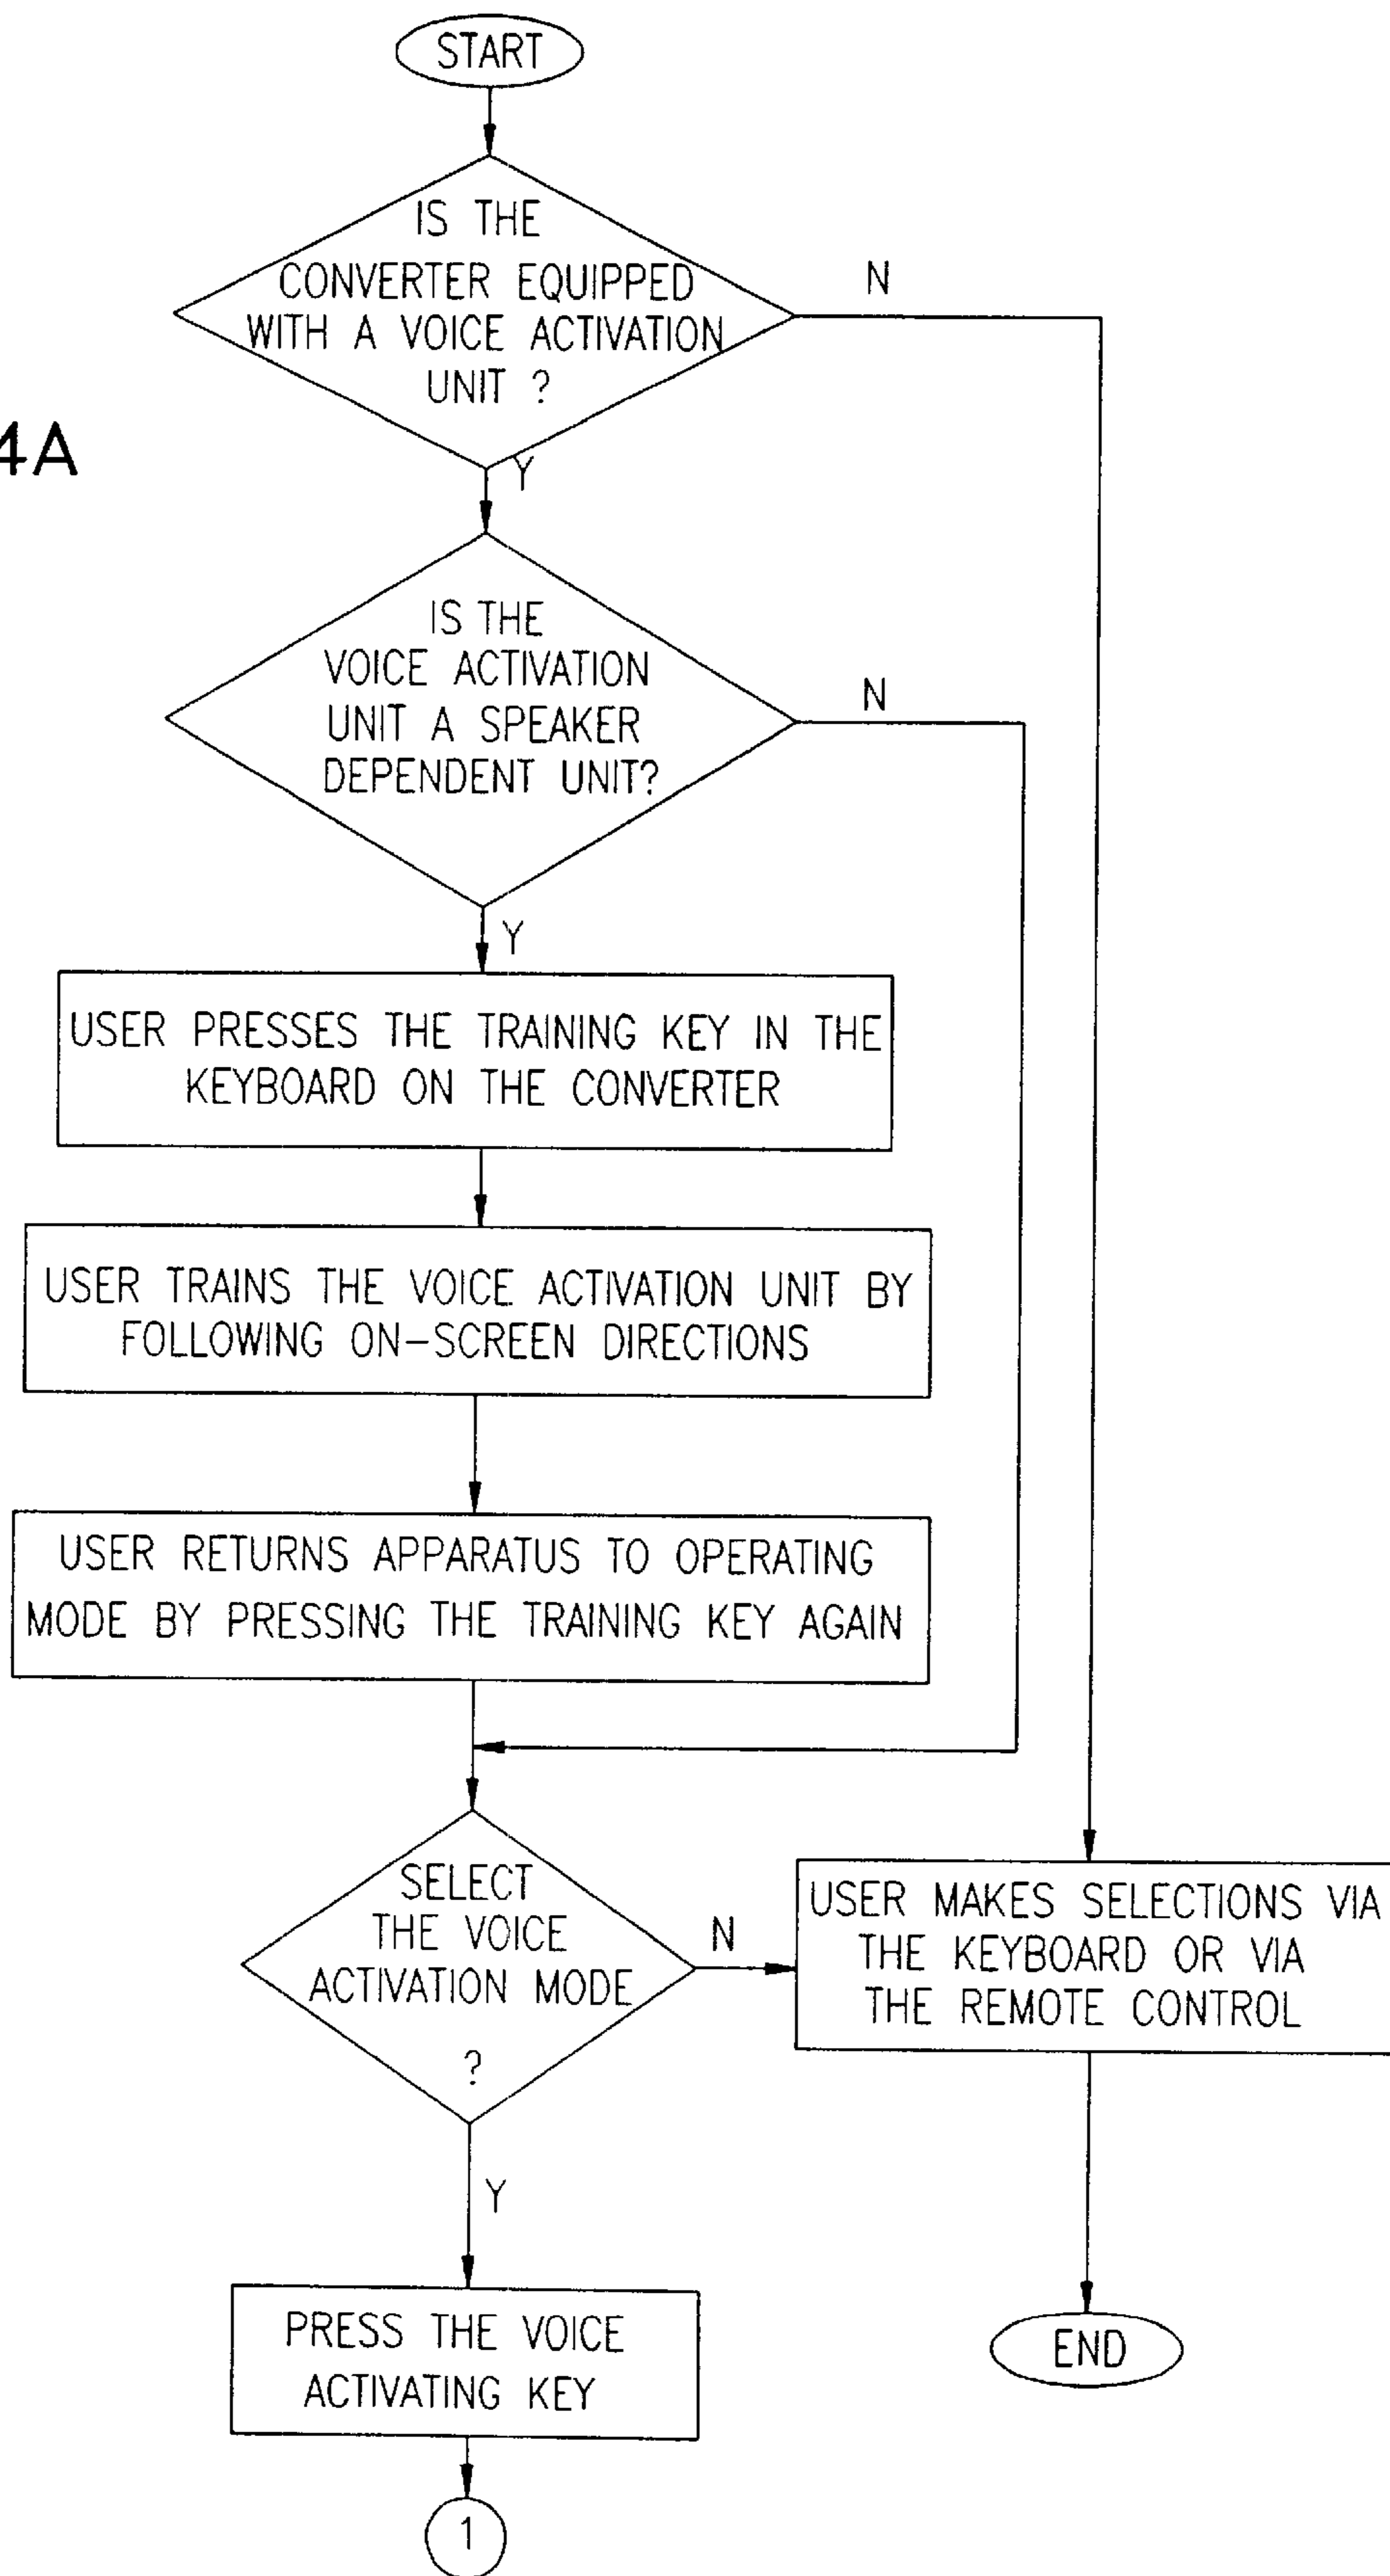 START
IS THE
CONVERTER EQUIPPED
WITH A VOICE ACTIVATION
UNIT ?
N
4A
Y
IS THE
VOICE ACTIVATION
UNIT A SPEAKER
DEPENDENT UNIT?
N
Y
USER PRESSES THE TRAINING KEY IN THE
KEYBOARD ON THE CONVERTER
USER TRAINS THE VOICE ACTIVATION UNIT BY
FOLLOWING ON-SCREEN DIRECTIONS
USER RETURNS APPARATUS TO OPERATING
MODE BY PRESSING THE TRAINING KEY AGAIN
SELECT
THE VOICE
ACTIVATION MODE
?
N
USER MAKES SELECTIONS VIA
THE KEYBOARD OR VIA
THE REMOTE CONTROL
Y
PRESS THE VOICE
ACTIVATING KEY
END
1